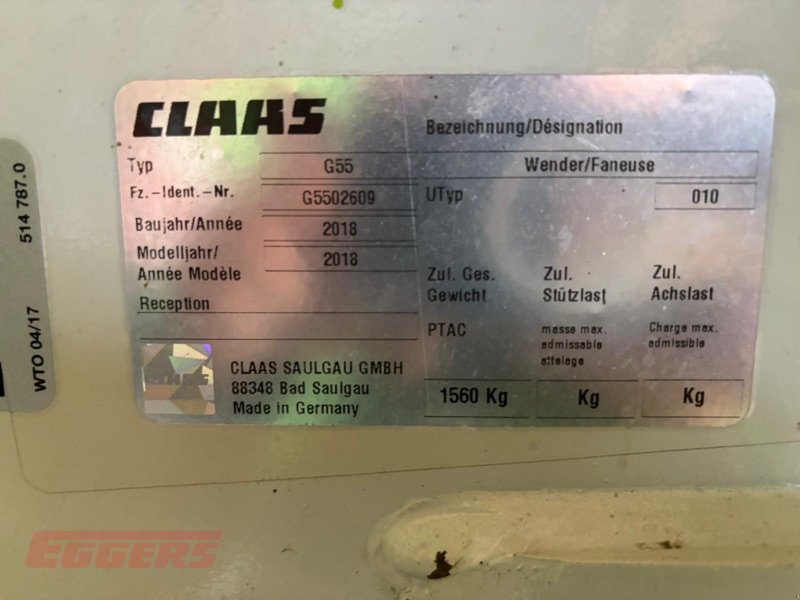 CLAAS
Bezeichnung/Désignation
Typ G55 Wender/Faneuse
Fz.-Ident.-Nr. G5502609 UTyp 010
Baujahr/Année 2018
Modelljahr/
Année Modèle 2018
Reception
Zul. Ges. Gewicht
PTAC
1560 Kg
Zul. Stützlast
masse max.
admissable
attelage
Kg
Zul. Achslast
Charge max.
admissible
Kg
CLAAS
CLAAS SAULGAU GMBH
88348 Bad Saulgau
Made in Germany
WTO 04/17 514 787.0
EGGERS